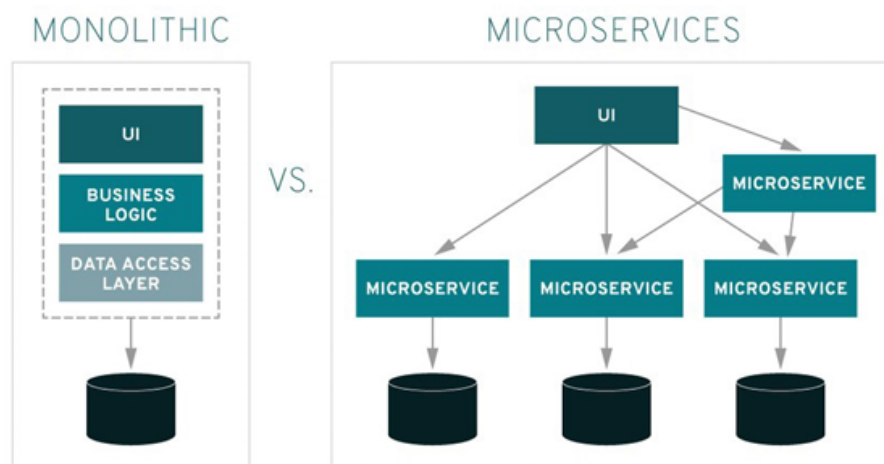 MONOLITHIC
UI
BUSINESS
LOGIC
DATA ACCESS
LAYER
VS.
MICROSERVICES
UI
MICROSERVICE
MICROSERVICE
MICROSERVICE
MICROSERVICE